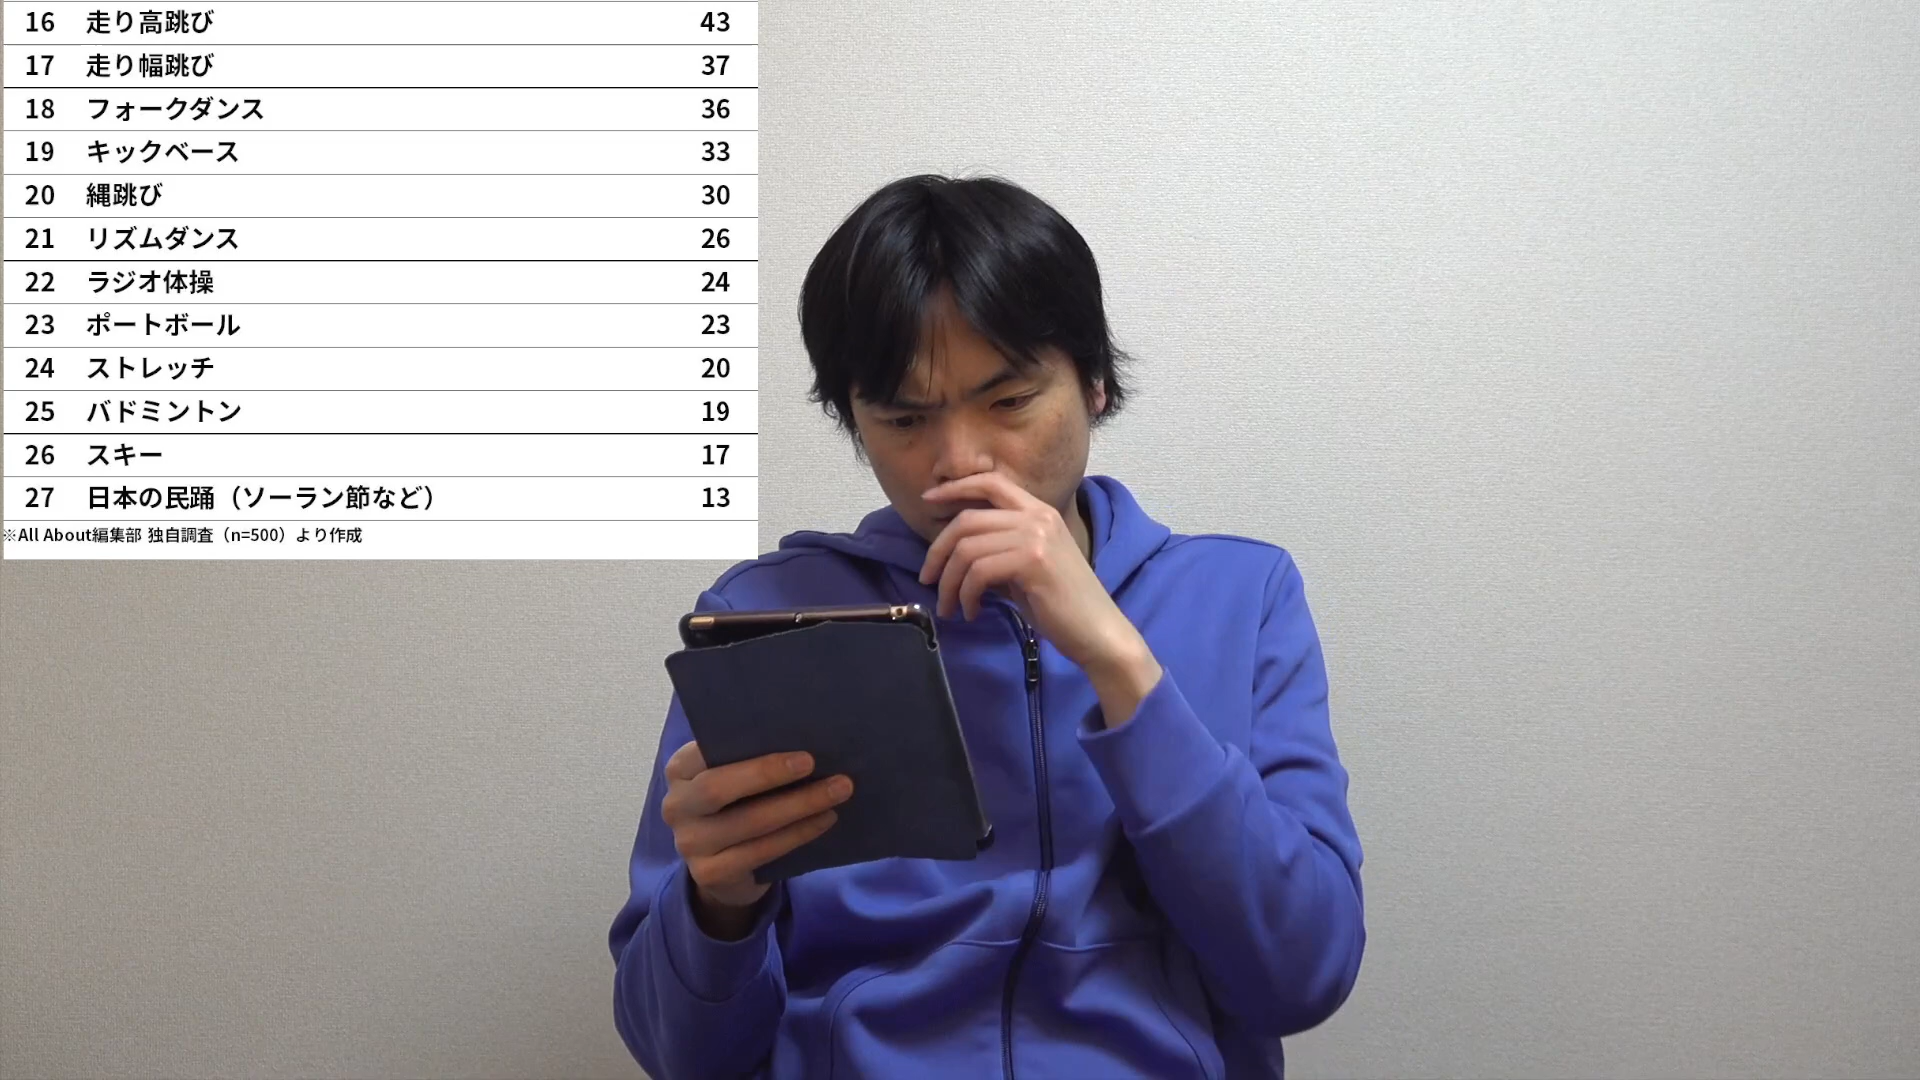 16 走り高跳び 43
17 走り幅跳び 37
18 フォークダンス 36
19 キックベース 33
20 縄跳び 30
21 リズムダンス 26
22 ラジオ体操 24
23 ポートボール 23
24 ストレッチ 20
25 バドミントン 19
26 スキー 17
27 日本の民踊（ソーラン節など） 13
※All About編集部 独自調査（n=500）より作成